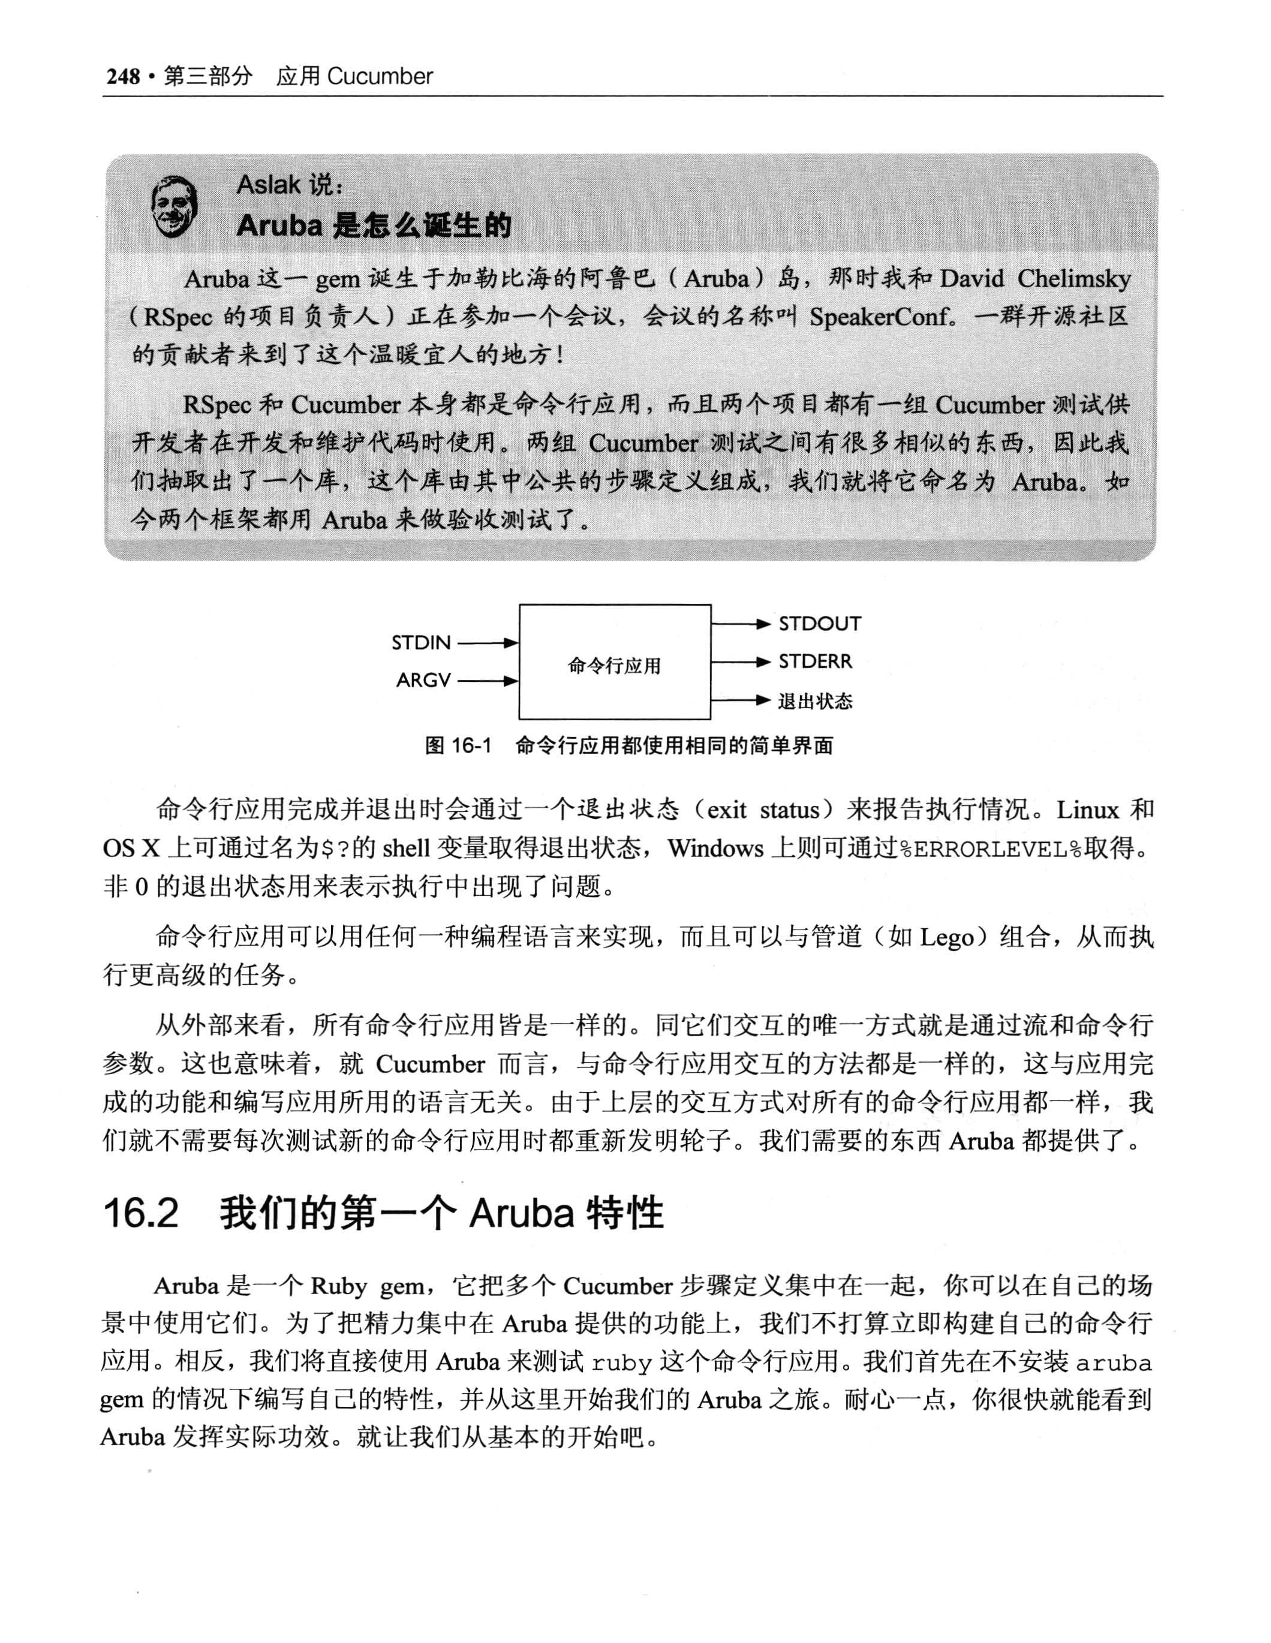 248·第三部分 应用 Cucumber
Aslak 说：
Aruba 是怎么诞生的
Aruba 这一 gem 诞生于加勒比海的阿鲁巴（Aruba）岛，那时我和 David Chelimsky
（RSpec 的项目负责人）正在参加一个会议，会议的名称叫 SpeakerConf。一群开源社区
的贡献者来到了这个温暖宜人的地方！
RSpec 和 Cucumber 本身都是命令行应用，而且两个项目都有一组 Cucumber 测试供
开发者在开发和维护代码时使用。两组 Cucumber 测试之间有很多相似的东西，因此我
们抽取出了一个库，这个库由其中公共的步骤定义组成，我们就将它命名为 Aruba。如
今两个框架都用 Aruba 来做验收测试了。
STDIN
ARGV
命令行应用
STDOUT
STDERR
退出状态
图 16-1 命令行应用都使用相同的简单界面
命令行应用完成并退出时会通过一个退出状态（exit status）来报告执行情况。Linux 和
OS X 上可通过名为$?的 shell 变量取得退出状态，Windows 上则可通过%ERRORLEVEL%取得。
非 0 的退出状态用来表示执行中出现了问题。
命令行应用可以用任何一种编程语言来实现，而且可以与管道（如 Lego）组合，从而执
行更高级的任务。
从外部来看，所有命令行应用皆是一样的。同它们交互的唯一方式就是通过流和命令行
参数。这也意味着，就 Cucumber 而言，与命令行应用交互的方法都是一样的，这与应用完
成的功能和编写应用所用的语言无关。由于上层的交互方式对所有的命令行应用都一样，我
们就不需要每次测试新的命令行应用时都重新发明轮子。我们需要的东西 Aruba 都提供了。
16.2 我们的第一个 Aruba 特性
Aruba 是一个 Ruby gem，它把多个 Cucumber 步骤定义集中在一起，你可以在自己的场
景中使用它们。为了把精力集中在 Aruba 提供的功能上，我们不打算立即构建自己的命令行
应用。相反，我们将直接使用 Aruba 来测试 ruby 这个命令行应用。我们首先在不安装 aruba
gem 的情况下编写自己的特性，并从这里开始我们的 Aruba 之旅。耐心一点，你很快就能看到
Aruba 发挥实际功效。就让我们从基本的开始吧。